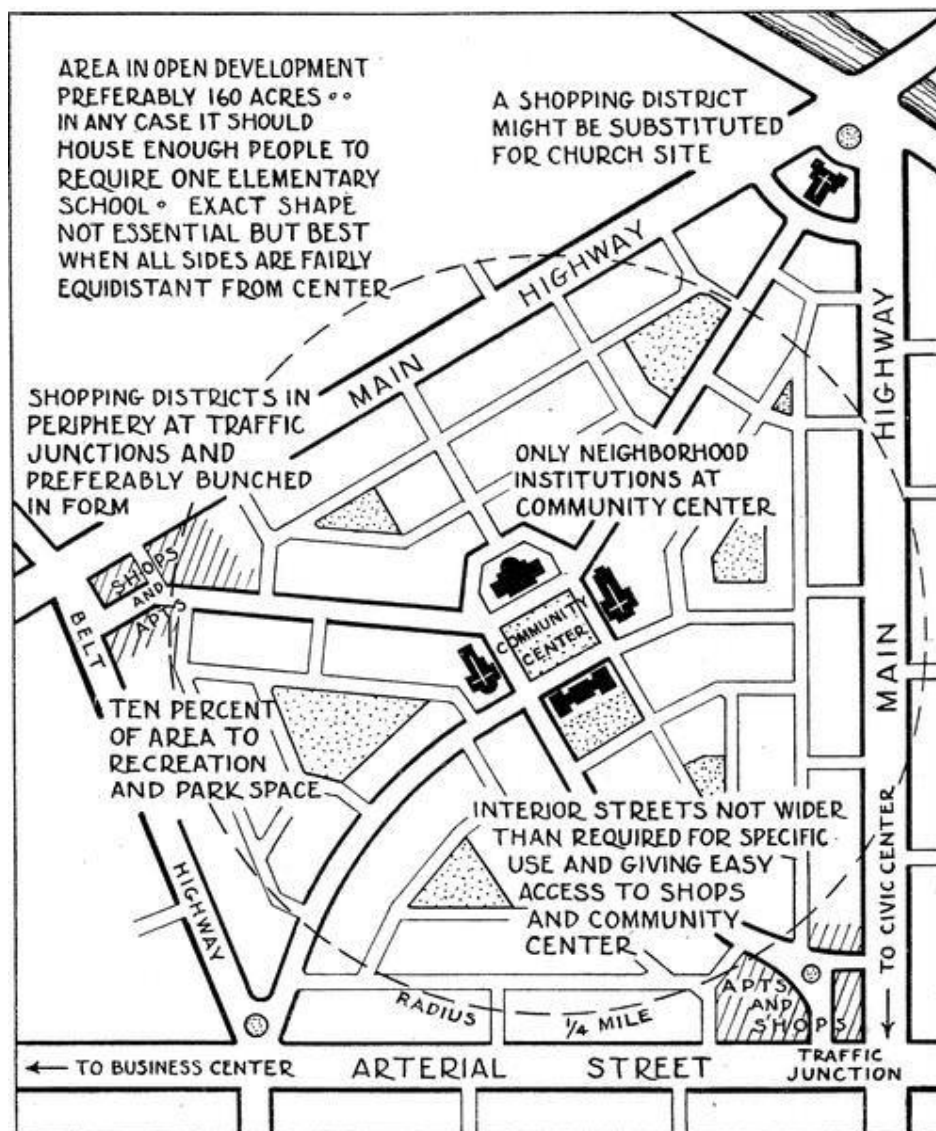 AREA IN OPEN DEVELOPMENT
PREFERABLY 160 ACRES
IN ANY CASE IT SHOULD
HOUSE ENOUGH PEOPLE TO
REQUIRE ONE ELEMENTARY
SCHOOL EXACT SHAPE
NOT ESSENTIAL BUT BEST
WHEN ALL SIDES ARE FAIRLY
EQUIDISTANT FROM CENTER
A SHOPPING DISTRICT
MIGHT BE SUBSTITUTED
FOR CHURCH SITE
MAIN HIGHWAY
SHOPPING DISTRICTS IN
PERIPHERY AT TRAFFIC
JUNCTIONS AND
PREFERABLY BUNCHED
IN FORM
ONLY NEIGHBORHOOD
INSTITUTIONS AT
COMMUNITY CENTER
MAIN HIGHWAY
SHOPS
AND
APTS
BELT
HIGHWAY
COMMUNITY
CENTER
TEN PERCENT
OF AREA TO
RECREATION
AND PARK SPACE
INTERIOR STREETS NOT WIDER
THAN REQUIRED FOR SPECIFIC
USE AND GIVING EASY
ACCESS TO SHOPS
AND COMMUNITY
CENTER
TO CIVIC CENTER
RADIUS 1/4 MILE
APTS
AND
SHOPS
TO BUSINESS CENTER
ARTERIAL STREET
TRAFFIC
JUNCTION